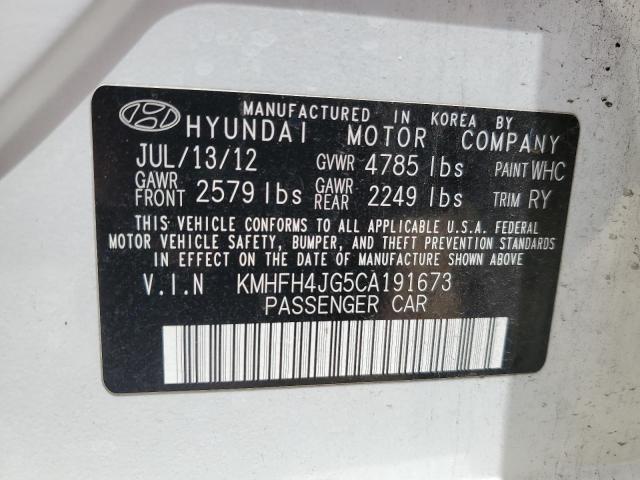 MANUFACTURED IN KOREA BY
HYUNDAI MOTOR COMPANY
JUL/13/12 GVWR 4785 lbs PAINT WHC
GAWR FRONT 2579 lbs GAWR REAR 2249 lbs TRIM RY
THIS VEHICLE CONFORMS TO ALL APPLICABLE U.S.A. FEDERAL
MOTOR VEHICLE SAFETY, BUMPER, AND THEFT PREVENTION STANDARDS
IN EFFECT ON THE DATE OF MANUFACTURE SHOWN ABOVE.
V.I.N KMHFH4JG5CA191673
PASSENGER CAR